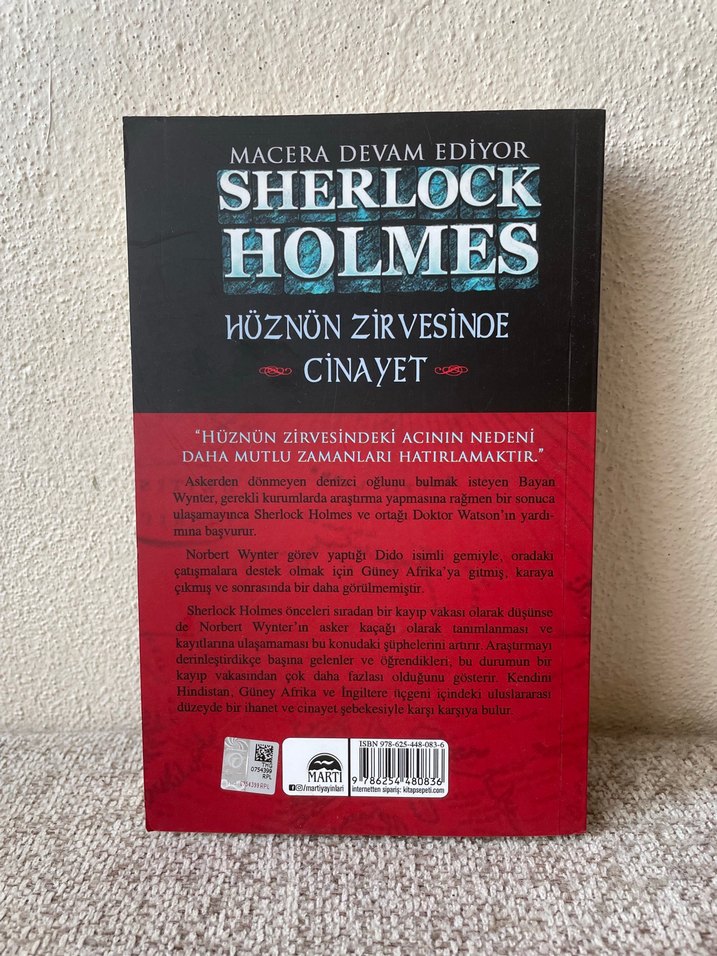 MACERA DEVAM EDİYOR
SHERLOCK
HOLMES
HÜZNÜN ZİRVESİNDE
CİNAYET
“HÜZNÜN ZİRVESİNDEKİ ACININ NEDENİ
DAHA MUTLU ZAMANLARI HATIRLAMAKTIR.”
Askerden dönmeyen denizci oğlunu bulmak isteyen Bayan
Wynter, gerekli kurumlarda araştırma yapmasına rağmen bir sonuca
ulaşamayınca Sherlock Holmes ve ortağı Doktor Watson’ın yardı-
mına başvurur.
Norbert Wynter görev yaptığı Dido isimli gemiyle, oradaki
çatışmalara destek olmak için Güney Afrika’ya gitmiş, karaya
çıkmış ve sonrasında bir daha görülmemiştir.
Sherlock Holmes önceleri sıradan bir kayıp vakası olarak düşünse
de Norbert Wynter’ın asker kaçağı olarak tanımlanması ve
kayıtlarına ulaşamaması bu konudaki şüphelerini artırır. Araştırmayı
derinleştirdikçe başına gelenler ve öğrendikleri, bu durumun bir
kayıp vakasından çok daha fazlası olduğunu gösterir. Kendini
Hindistan, Güney Afrika ve İngiltere üçgeni içindeki uluslararası
düzeyde bir ihanet ve cinayet şebekesiyle karşı karşıya bulur.
0754399
RPL
0754399 RPL
MARTI
/martiyayinlari
ISBN 978-625-448-083-6
9 786254 480836
internetten sipariş: kitapsepeti.com